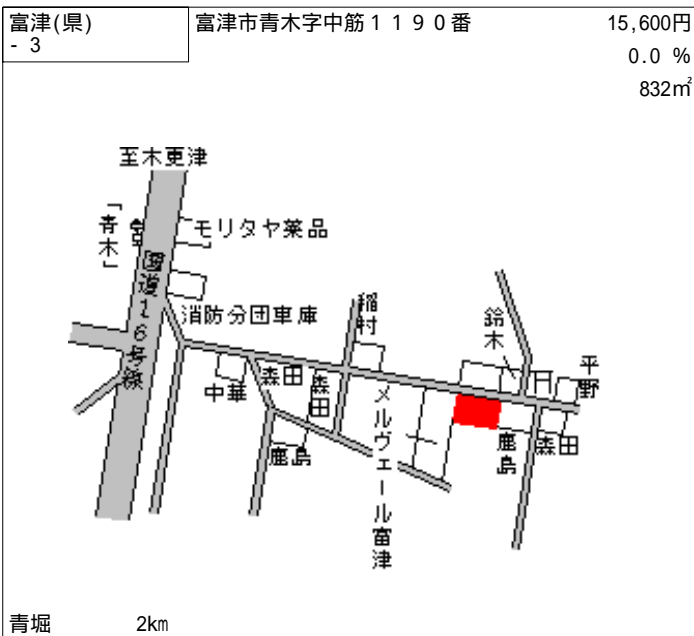 富津(県)
- 3
富津市青木字中筋１１９０番
15,600円
0.0 %
832㎡
至木更津
「青木」
モリタヤ薬品
国道16号線
消防分団車庫
稲村
鈴木
平野
中華
森田
森田
鹿島
メルヴェール富津
鹿島
森田
青堀 2km